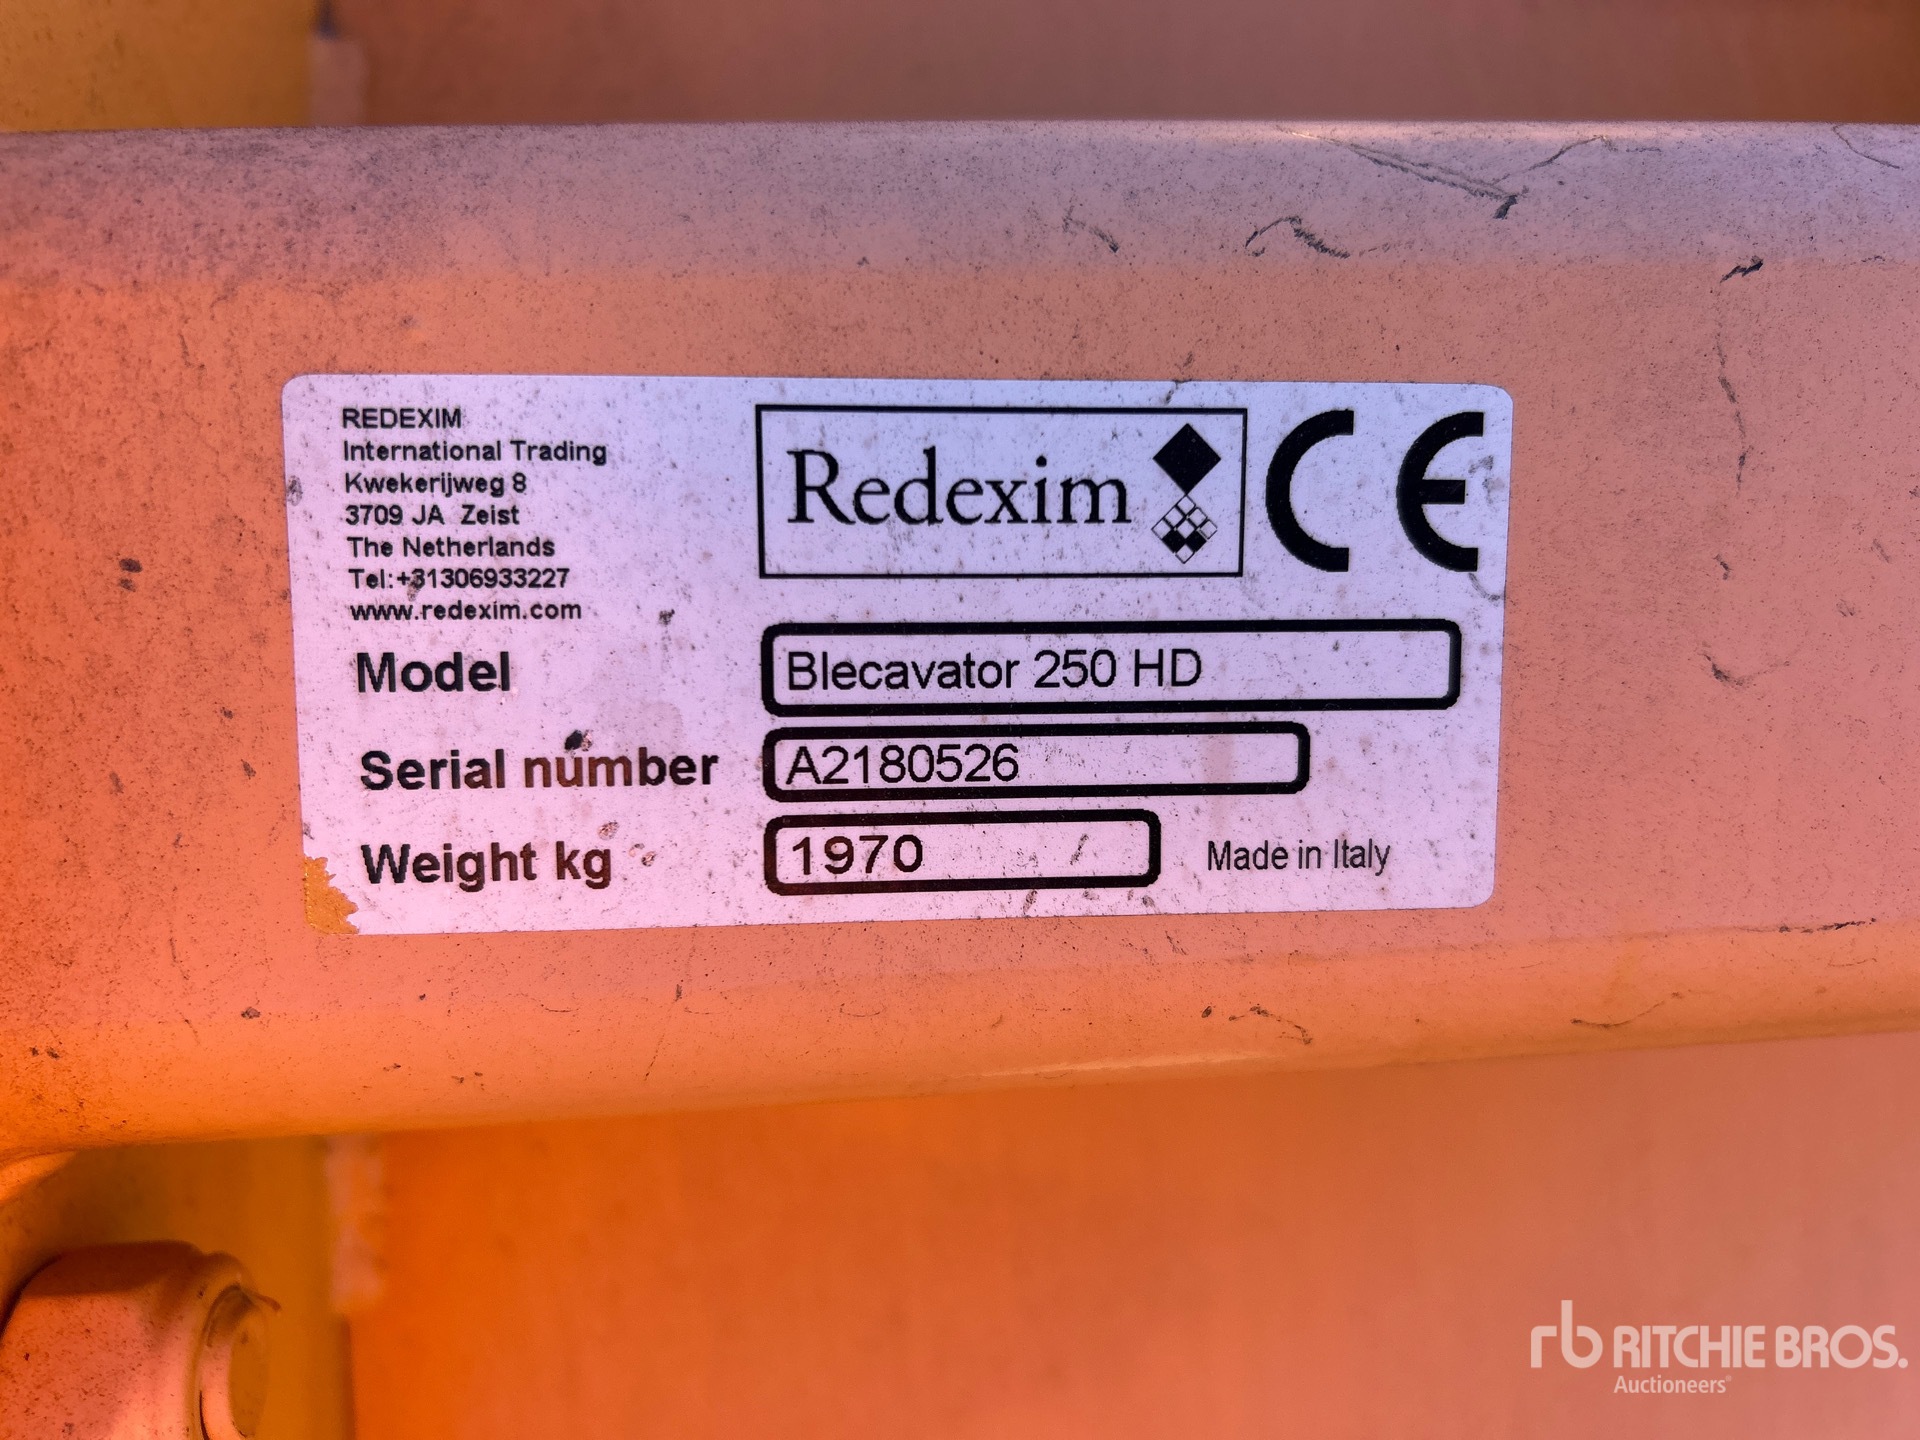 REDEXIM
International Trading
Kwekerijweg 8
3709 JA Zeist
The Netherlands
Tel:+31306933227
www.redexim.com
Redexim
CE
Model Blecavator 250 HD
Serial number A2180526
Weight kg 1970
Made in Italy
rb RITCHIE BROS.
Auctioneers